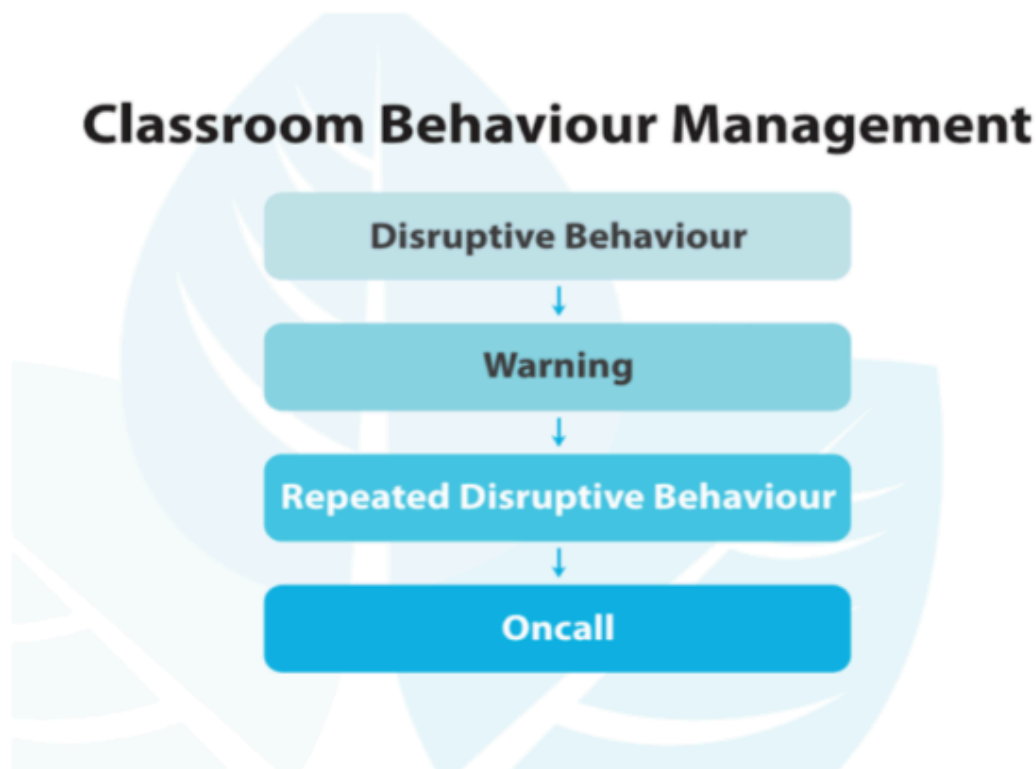 Classroom Behaviour Management
Disruptive Behaviour
Warning
Repeated Disruptive Behaviour
Oncall